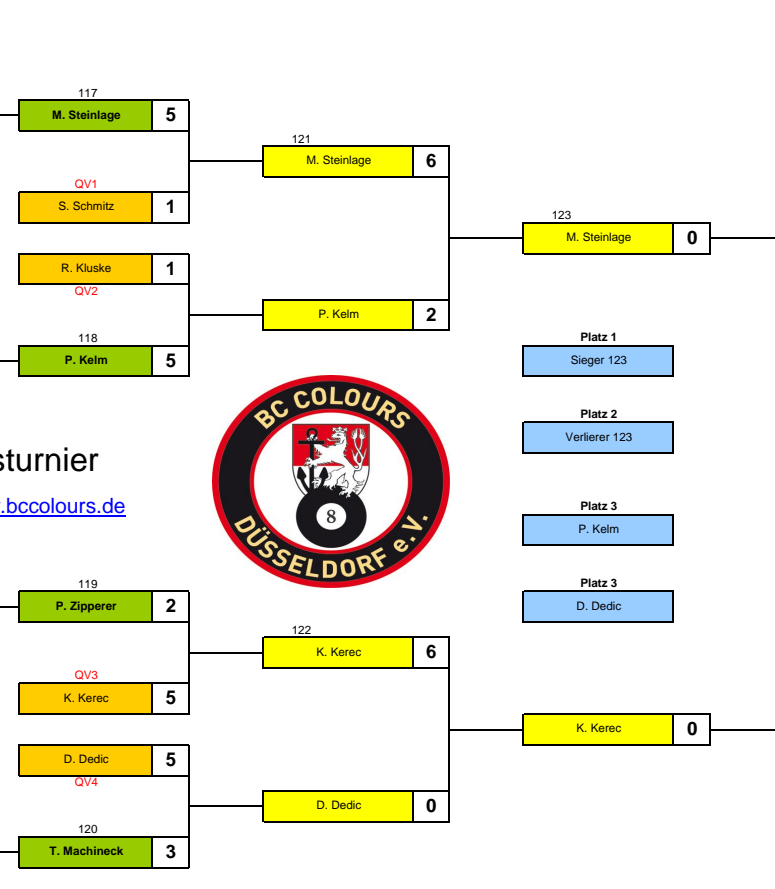 117
M. Steinlage 5
121
M. Steinlage 6
QV1
S. Schmitz 1
123
M. Steinlage 0
R. Kluske 1
QV2
P. Kelm 2
118
P. Kelm 5
Platz 1
Sieger 123
BC COLOURS
DÜSSELDORF e.V.
8
Platz 2
Verlierer 123
sturnier
.bccolours.de
Platz 3
P. Kelm
Platz 3
D. Dedic
119
P. Zipperer 2
122
K. Kerec 6
QV3
K. Kerec 5
K. Kerec 0
D. Dedic 5
QV4
D. Dedic 0
120
T. Machineck 3